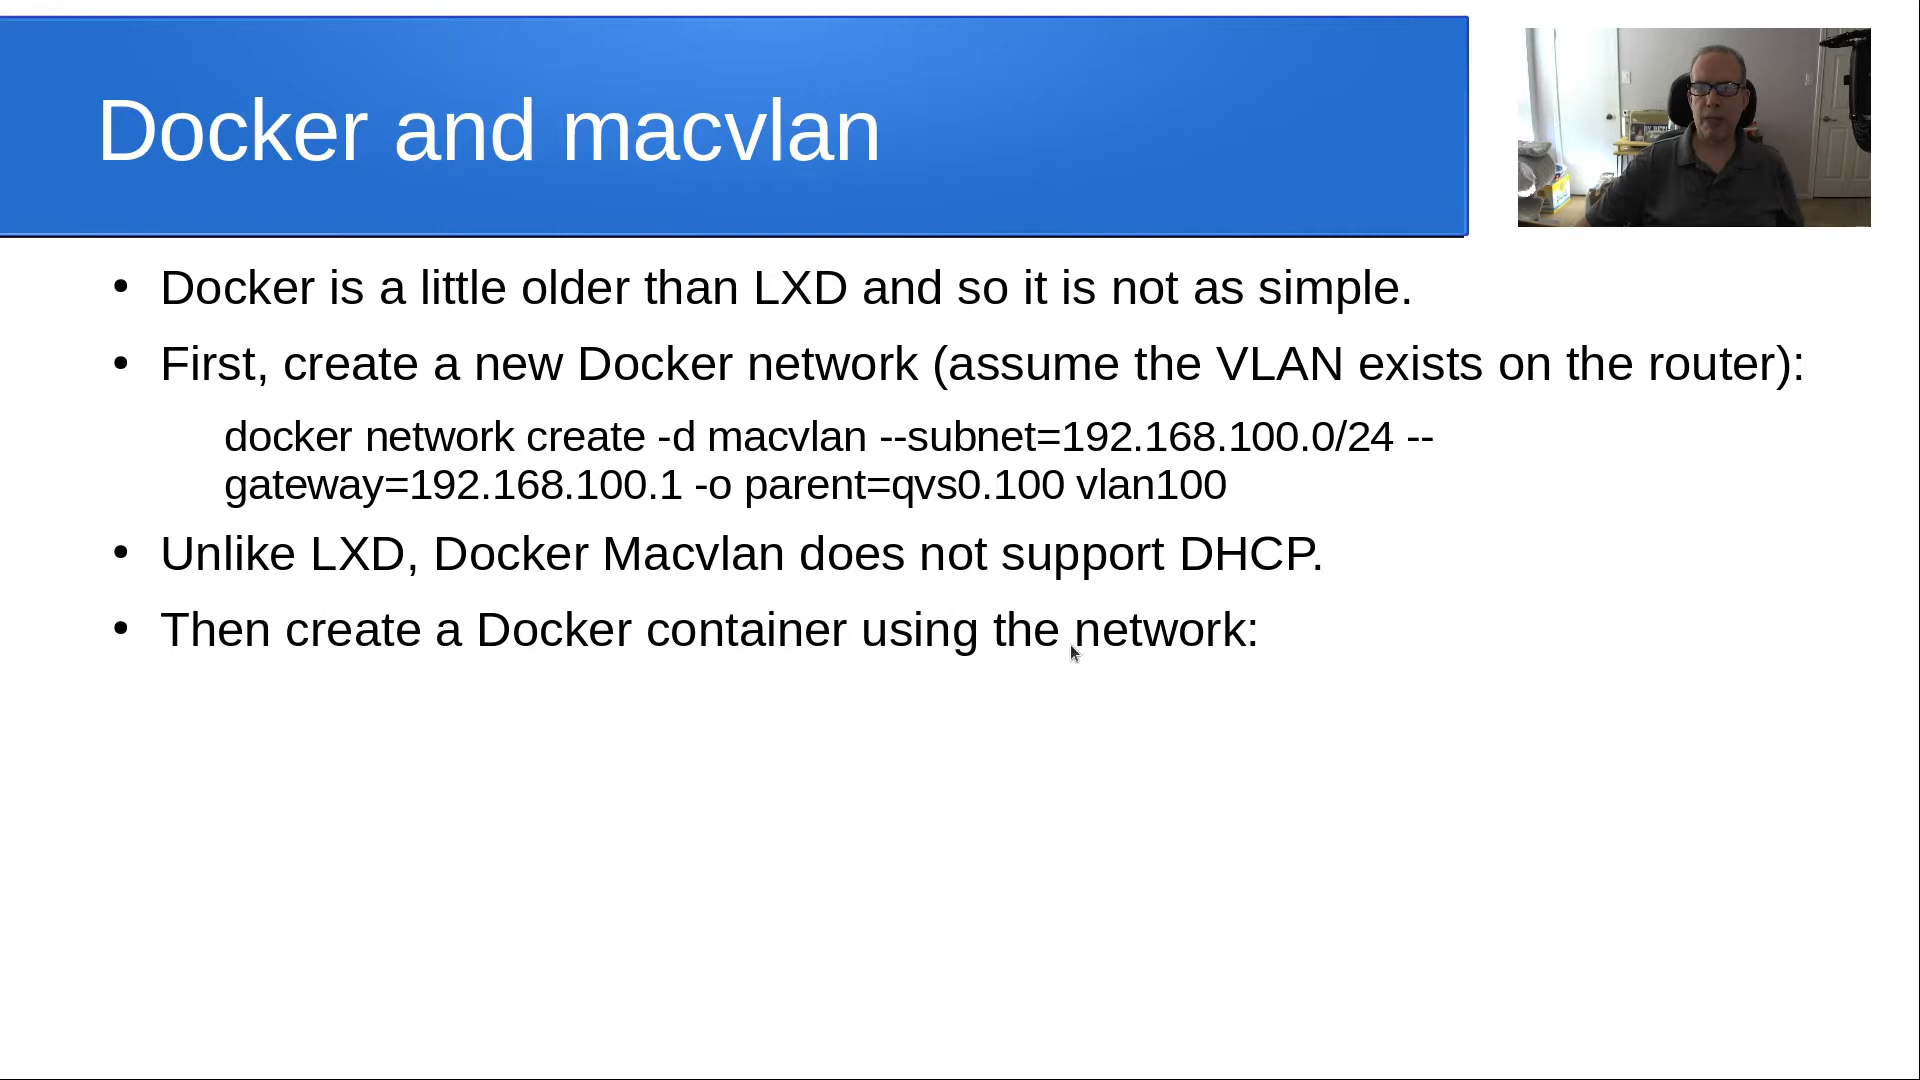 Docker and macvlan
• Docker is a little older than LXD and so it is not as simple.
• First, create a new Docker network (assume the VLAN exists on the router):
docker network create -d macvlan --subnet=192.168.100.0/24 --
gateway=192.168.100.1 -o parent=qvs0.100 vlan100
• Unlike LXD, Docker Macvlan does not support DHCP.
• Then create a Docker container using the network: